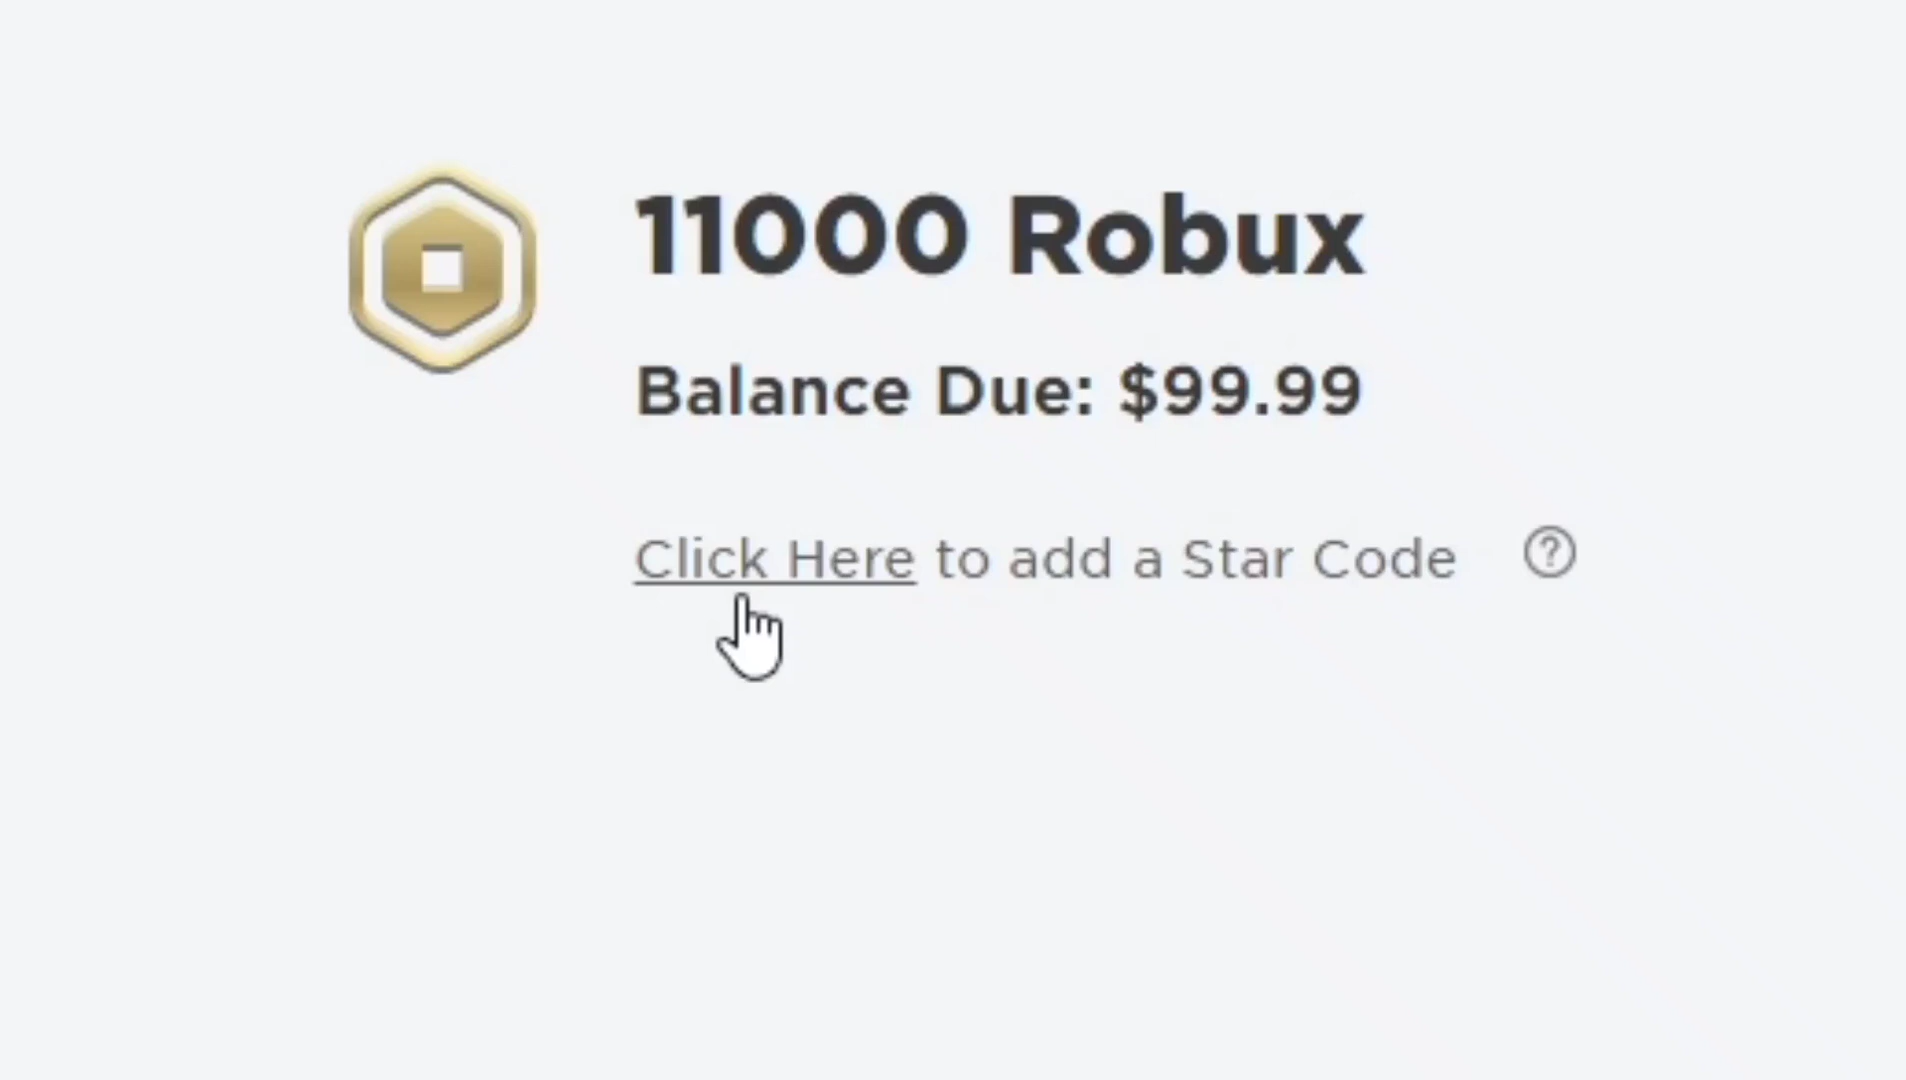 11000 Robux
Balance Due: $99.99
Click Here to add a Star Code ?